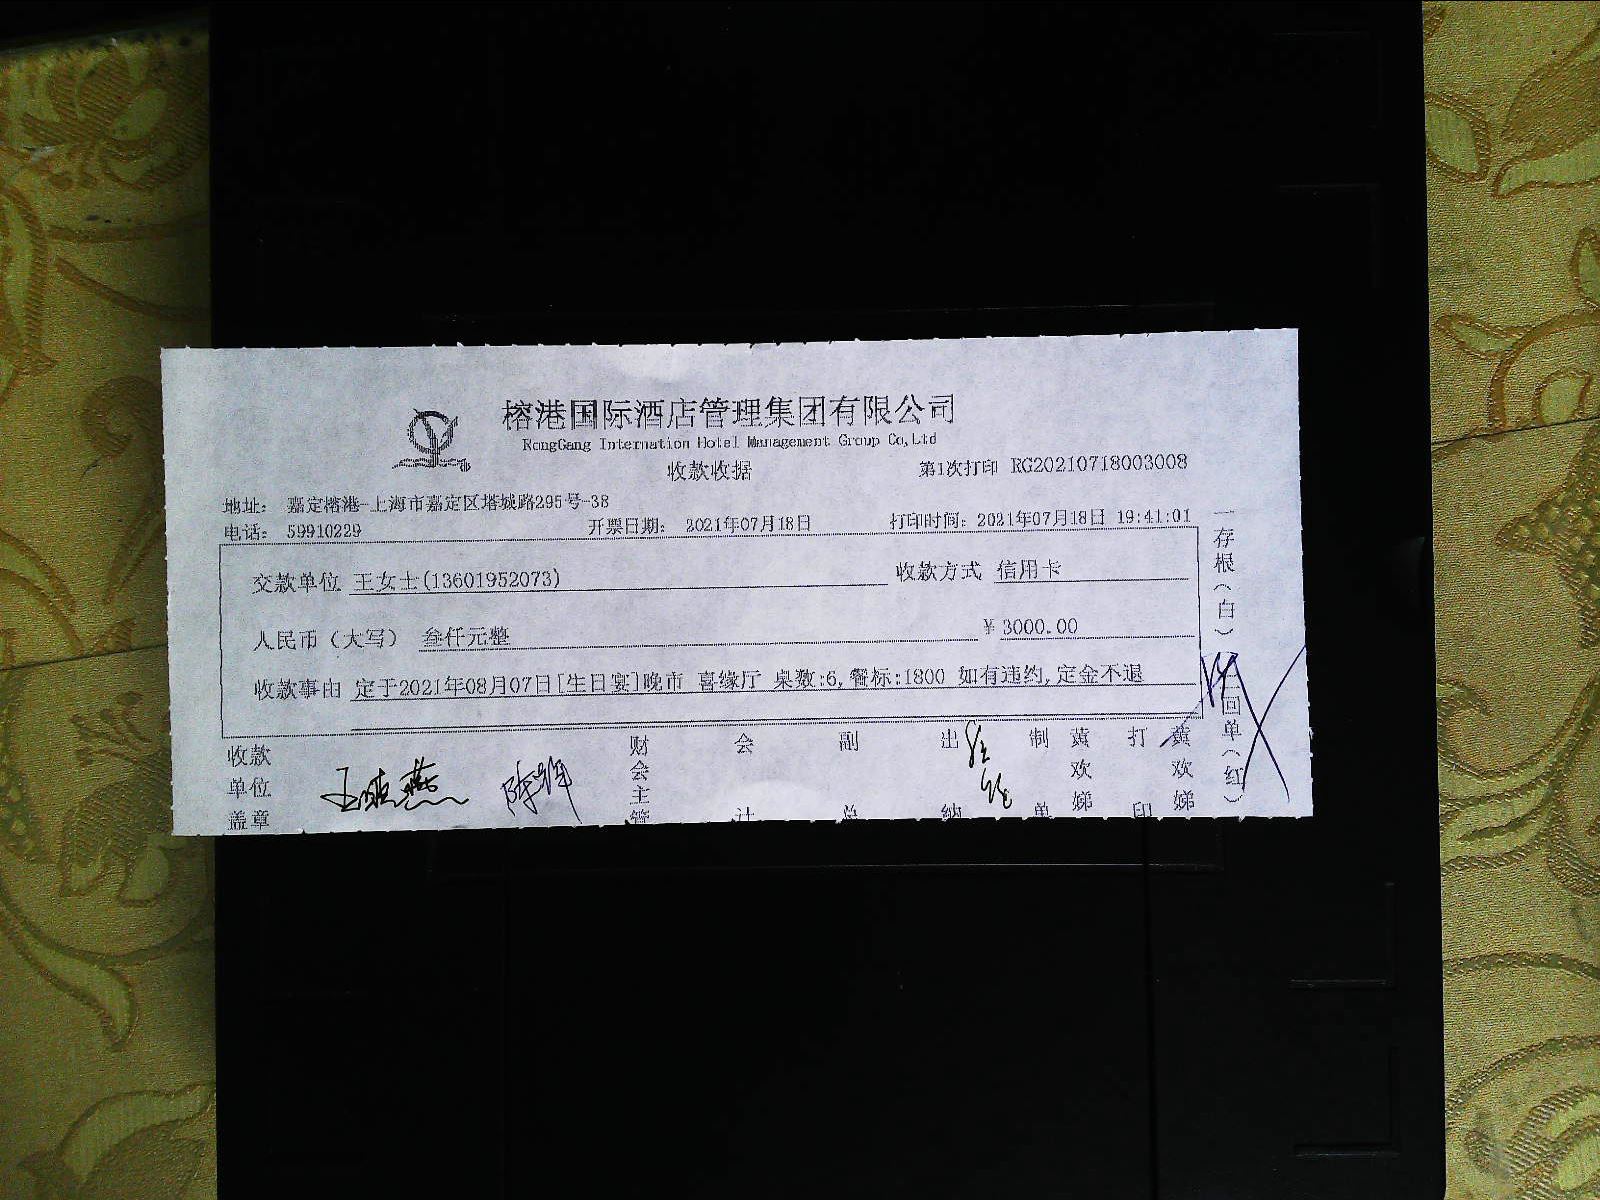 榕港国际酒店管理集团有限公司
RongGang Internation Hotel Management Group Co,Ltd
收款收据
第1次打印 RG20210718003008
地址： 嘉定榕港-上海市嘉定区塔城路295号-38
电话： 59910229 开票日期： 2021年07月18日 打印时间：2021年07月18日 19:41:01
交款单位 王女士(13601952073) 收款方式 信用卡
人民币（大写） 叁仟元整 ¥ 3000.00
收款事由 定于2021年08月07日[生日宴]晚市 喜缘厅 桌数:6,餐标:1800 如有违约,定金不退
收款单位盖章
财会主管
会计
副总
出纳
制单 黄欢娣
打印 黄欢娣
一存根（白）
二回单（红）